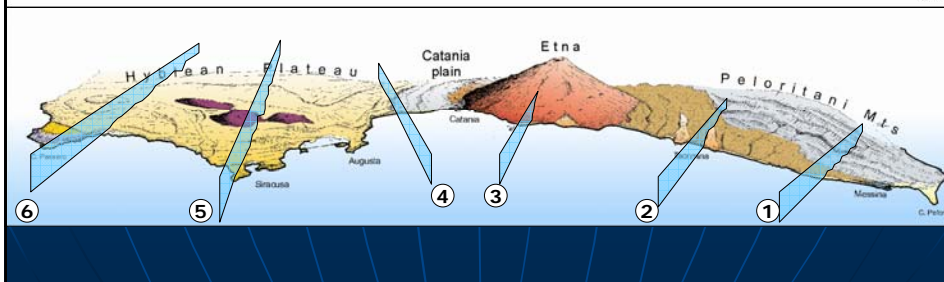 Etna
Hyblean Plateau
Catania
plain
Peloritani Mts
Catania
Augusta
Siracusa
Messina
6
5
4
3
2
1